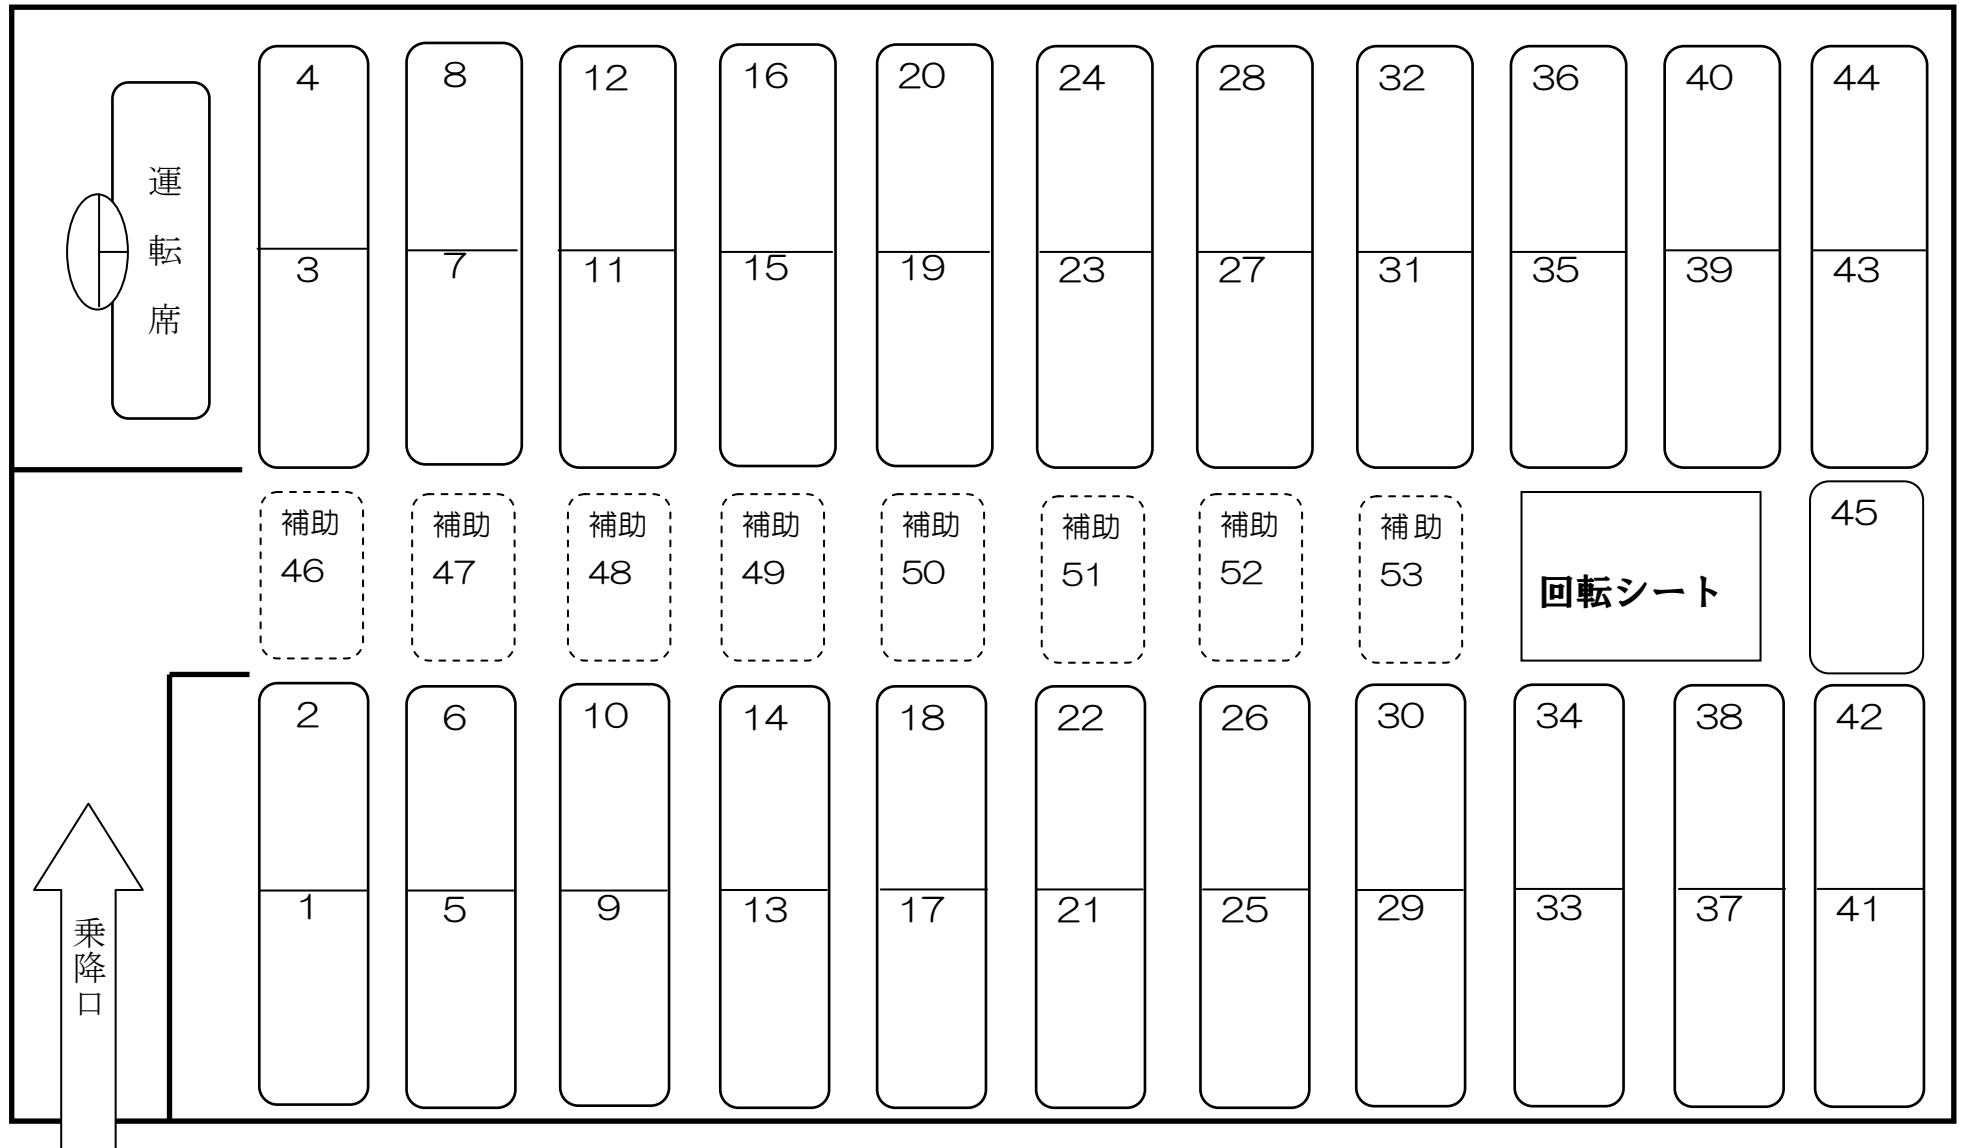 4 8 12 16 20 24 28 32 36 40 44
運転席
3 7 11 15 19 23 27 31 35 39 43
補助 補助 補助 補助 補助 補助 補助 補助 45
46 47 48 49 50 51 52 53 回転シート
2 6 10 14 18 22 26 30 34 38 42
1 5 9 13 17 21 25 29 33 37 41
乗降口